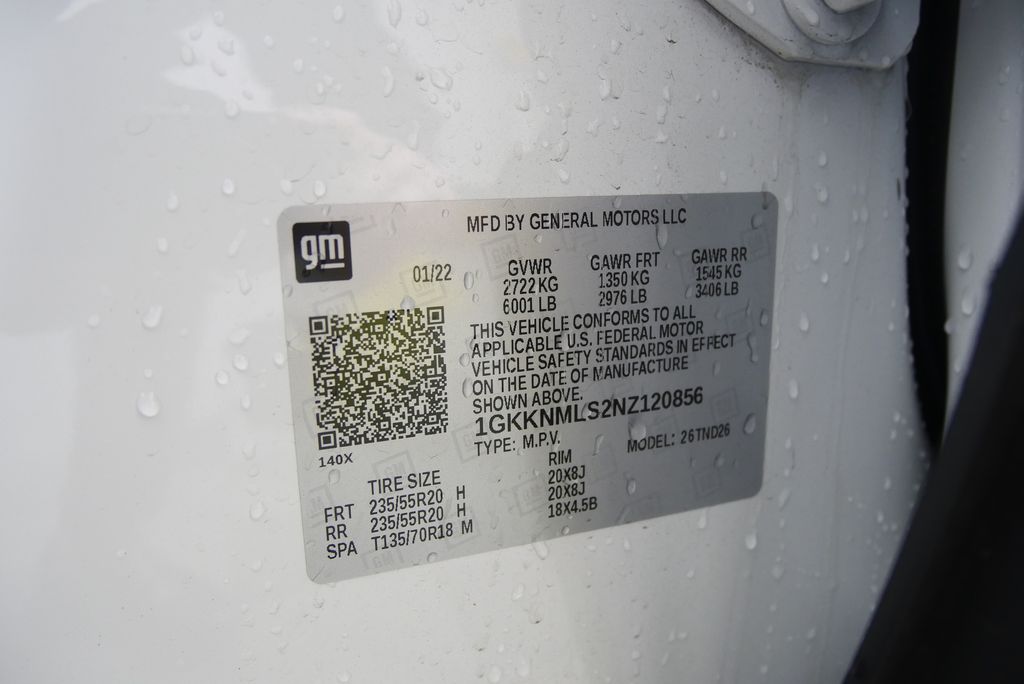 gm
MFD BY GENERAL MOTORS LLC
01/22
GVWR
2722 KG
6001 LB
GAWR FRT
1350 KG
2976 LB
GAWR RR
1545 KG
3406 LB
THIS VEHICLE CONFORMS TO ALL
APPLICABLE U.S. FEDERAL MOTOR
VEHICLE SAFETY STANDARDS IN EFFECT
ON THE DATE OF MANUFACTURE
SHOWN ABOVE.
1GKKNMLS2NZ120856
TYPE: M.P.V. MODEL: 26TND26
140X
TIRE SIZE RIM
FRT 235/55R20 H 20X8J
RR 235/55R20 H 20X8J
SPA T135/70R18 M 18X4.5B